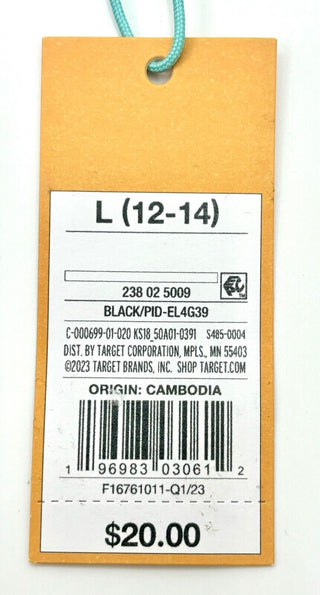 L (12-14)
238 02 5009
BLACK/PID-EL4G39
C-000699-01-020 KS18_50A01-0391 S485-0004
DIST. BY TARGET CORPORATION, MPLS., MN 55403
©2023 TARGET BRANDS, INC. SHOP TARGET.COM
ORIGIN: CAMBODIA
1 96983 03061 2
F16761011-Q1/23
$20.00